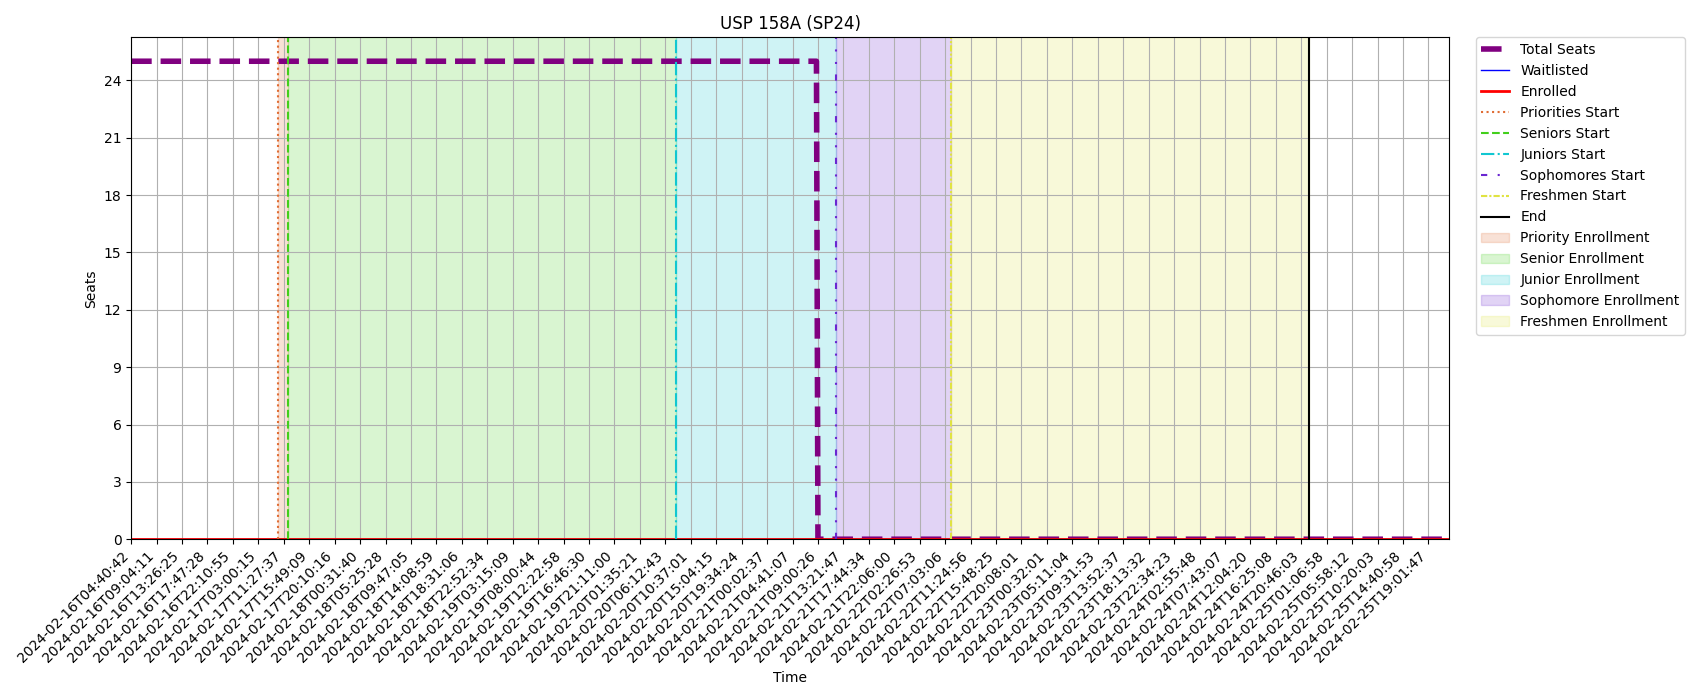 USP 158A (SP24)
Seats
24
21
18
15
12
9
6
3
0
2024-02-16T04:40:42
2024-02-16T09:04:11
2024-02-16T13:26:25
2024-02-16T17:47:28
2024-02-16T22:10:55
2024-02-17T03:00:15
2024-02-17T11:27:37
2024-02-17T15:49:09
2024-02-17T20:10:16
2024-02-18T00:31:40
2024-02-18T05:25:28
2024-02-18T09:47:05
2024-02-18T14:08:59
2024-02-18T18:31:06
2024-02-18T22:52:34
2024-02-19T03:15:09
2024-02-19T08:00:44
2024-02-19T12:22:58
2024-02-19T16:46:30
2024-02-19T21:11:00
2024-02-20T01:35:21
2024-02-20T06:12:43
2024-02-20T10:37:01
2024-02-20T15:04:15
2024-02-20T19:34:24
2024-02-21T00:02:37
2024-02-21T04:41:07
2024-02-21T09:00:26
2024-02-21T13:21:47
2024-02-21T17:44:34
2024-02-21T22:06:00
2024-02-22T02:26:53
2024-02-22T07:03:06
2024-02-22T11:24:56
2024-02-22T15:48:25
2024-02-22T20:08:01
2024-02-23T00:32:01
2024-02-23T05:11:04
2024-02-23T09:31:53
2024-02-23T13:52:37
2024-02-23T18:13:32
2024-02-23T22:34:23
2024-02-24T02:55:48
2024-02-24T07:43:07
2024-02-24T12:04:20
2024-02-24T16:25:08
2024-02-24T20:46:03
2024-02-25T01:06:58
2024-02-25T05:58:12
2024-02-25T10:20:03
2024-02-25T14:40:58
2024-02-25T19:01:47
Time
Total Seats
Waitlisted
Enrolled
Priorities Start
Seniors Start
Juniors Start
Sophomores Start
Freshmen Start
End
Priority Enrollment
Senior Enrollment
Junior Enrollment
Sophomore Enrollment
Freshmen Enrollment